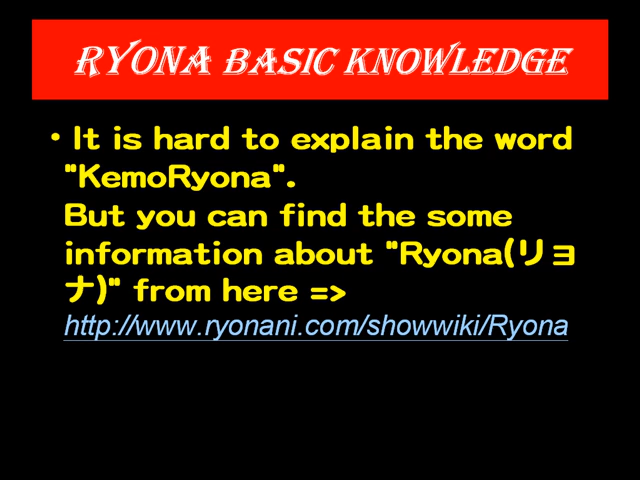 Ryona Basic Knowledge
• It is hard to explain the word
"KemoRyona".
But you can find the some
information about "Ryona(リョ
ナ)" from here =>
http://www.ryonani.com/showwiki/Ryona